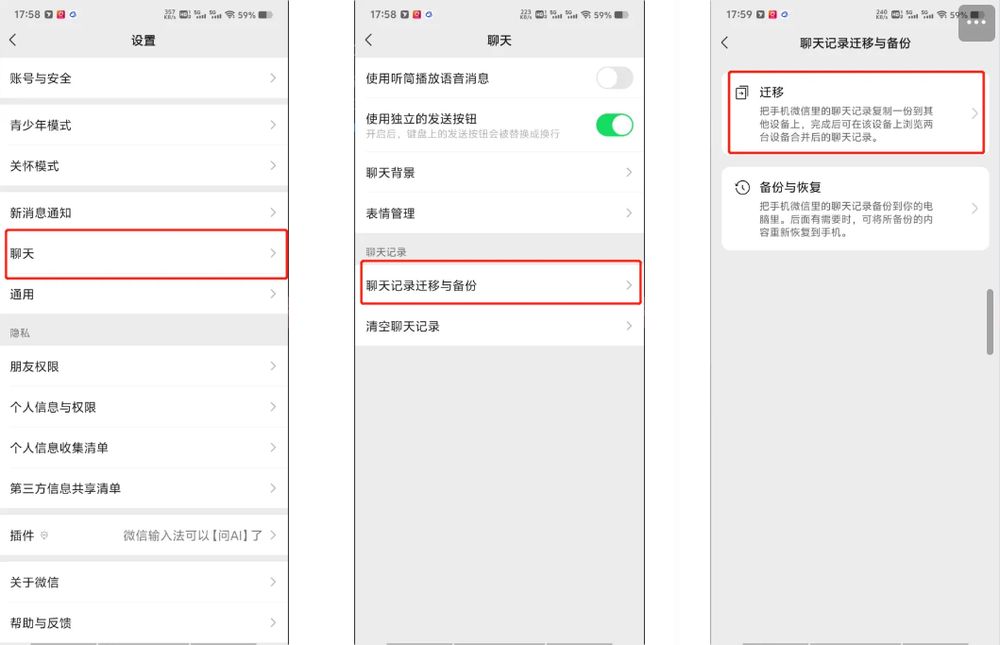 17:58
357 KB/s HD 5G 5G 59%
设置
账号与安全
青少年模式
关怀模式
新消息通知
聊天
通用
隐私
朋友权限
个人信息与权限
个人信息收集清单
第三方信息共享清单
插件 微信输入法可以【问AI】了
关于微信
帮助与反馈
17:58
223 KB/s HD 5G 5G 59%
聊天
使用听筒播放语音消息
使用独立的发送按钮
开启后，键盘上的发送按钮会被替换成换行
聊天背景
表情管理
聊天记录
聊天记录迁移与备份
清空聊天记录
17:59
240 KB/s HD 5G 5G 59%
聊天记录迁移与备份
迁移
把手机微信里的聊天记录复制一份到其
他设备上，完成后可在该设备上浏览两
台设备合并后的聊天记录。
备份与恢复
把手机微信里的聊天记录备份到你的电
脑里。后面有需要时，可将所备份的内
容重新恢复到手机。